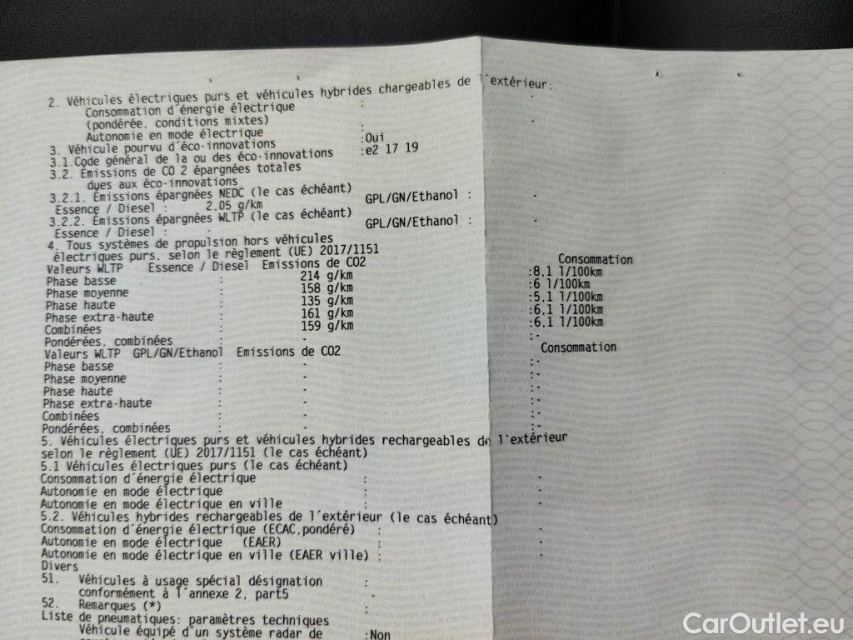 2. Véhicules électriques purs et véhicules hybrides chargeables de l'extérieur:
Consommation d'énergie électrique :
(pondérée, conditions mixtes) -
Autonomie en mode électrique : -
3. Véhicule pourvu d'éco-innovations :Oui
3.1.Code général de la ou des éco-innovations :e2 17 19
3.2. Émissions de CO 2 épargnées totales
dues aux éco-innovations
3.2.1. Émissions épargnées NEDC (le cas échéant)
Essence / Diesel : 2,05 g/km GPL/GN/Ethanol : -
3.2.2. Émissions épargnées WLTP (le cas échéant)
Essence / Diesel : - GPL/GN/Ethanol : -
4. Tous systèmes de propulsion hors véhicules
électriques purs, selon le règlement (UE) 2017/1151
Valeurs WLTP Essence / Diesel Emissions de CO2 Consommation
Phase basse : 214 g/km :8,1 l/100km
Phase moyenne : 158 g/km :6 l/100km
Phase haute : 135 g/km :5,1 l/100km
Phase extra-haute : 161 g/km :6,1 l/100km
Combinées : 159 g/km :6,1 l/100km
Pondérées, combinées : - :-
Valeurs WLTP GPL/GN/Ethanol Emissions de CO2 Consommation
Phase basse : - :-
Phase moyenne : - :-
Phase haute : - :-
Phase extra-haute : - :-
Combinées : - :-
Pondérées, combinées : - :-
5. Véhicules électriques purs et véhicules hybrides rechargeables de l'extérieur
selon le règlement (UE) 2017/1151 (le cas échéant)
5.1 Véhicules électriques purs (le cas échéant)
Consommation d'énergie électrique : -
Autonomie en mode électrique : -
Autonomie en mode électrique en ville : -
5.2. Véhicules hybrides rechargeables de l'extérieur (le cas échéant)
Consommation d'énergie électrique (ECAC,pondéré) : -
Autonomie en mode électrique (EAER) : -
Autonomie en mode électrique en ville (EAER ville) : -
Divers
51. Véhicules à usage spécial désignation :
conformément à l'annexe 2, part5
52. Remarques (*) :
Liste de pneumatiques: paramètres techniques
Véhicule équipé d'un système radar de :Non
CarOutlet.eu